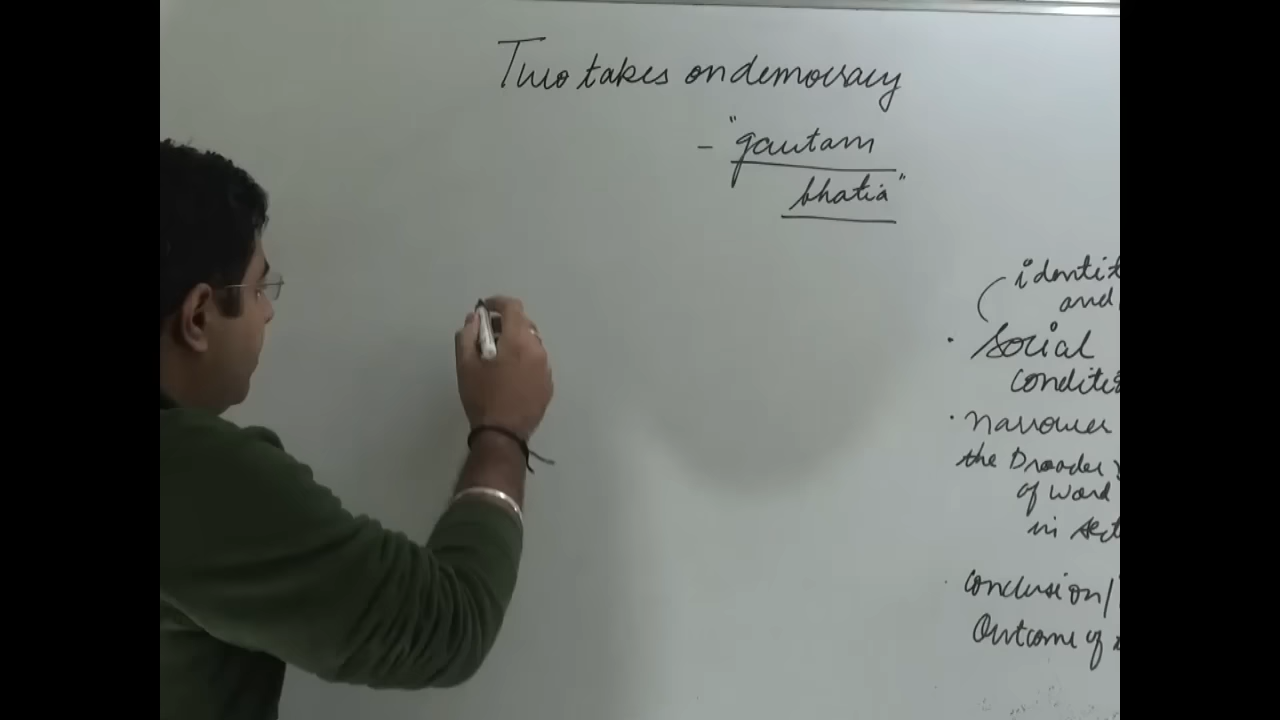 Two takes on democracy
- "gautam
bhatia"
identit
and
· Social
conditi
· narrower
the Broader
of word
in sect
· conclusion/
Outcome of